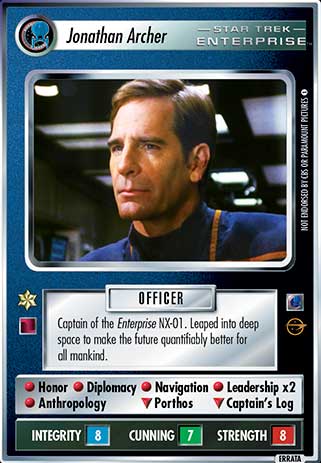 Jonathan Archer
STAR TREK
ENTERPRISE
NOT ENDORSED BY CBS OR PARAMOUNT PICTURES
OFFICER
Captain of the Enterprise NX-01. Leaped into deep
space to make the future quantifiably better for
all mankind.
Honor Diplomacy Navigation Leadership x2
Anthropology Porthos Captain's Log
INTEGRITY 8 CUNNING 7 STRENGTH 8
ERRATA